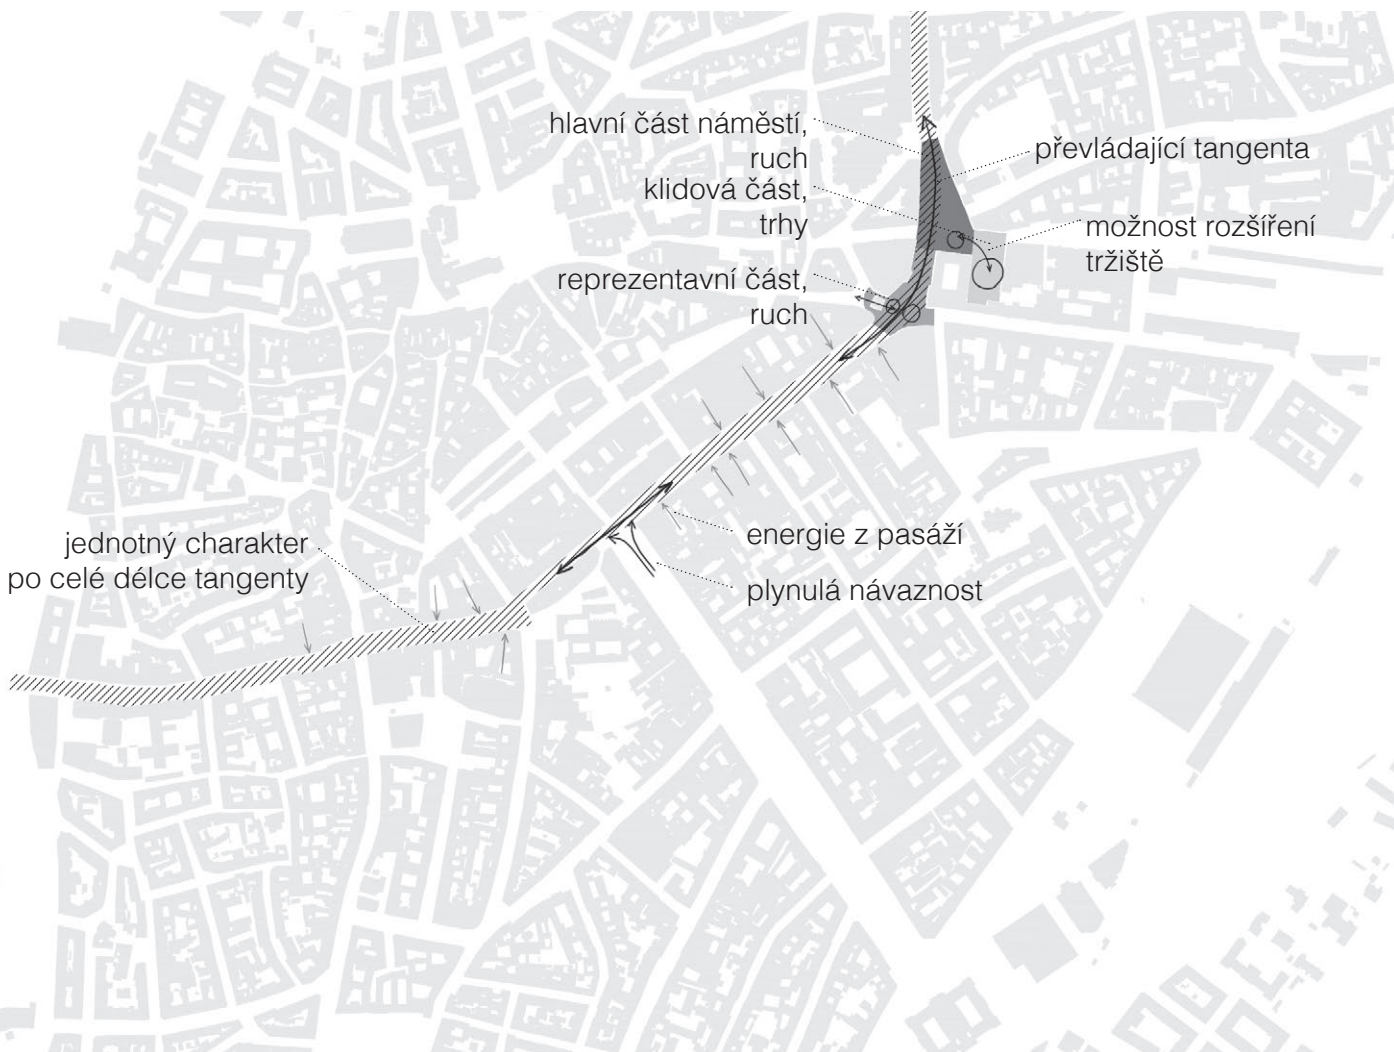 hlavní část náměstí,
ruch
klidová část,
trhy
reprezentavní část,
ruch
převládající tangenta
možnost rozšíření
tržiště
energie z pasáží
plynulá návaznost
jednotný charakter
po celé délce tangenty